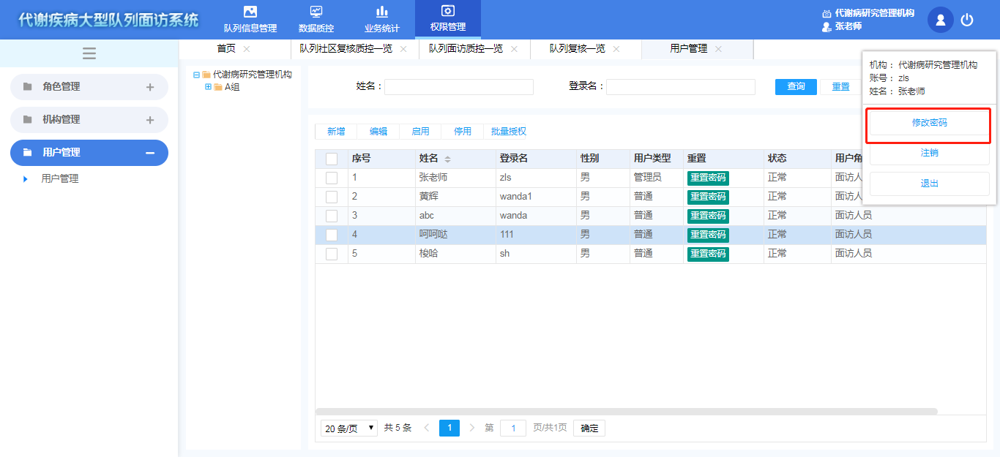 代谢疾病大型队列面访系统
队列信息管理
数据质控
业务统计
权限管理
代谢病研究管理机构
张老师
首页
队列社区复核质控一览
队列面访质控一览
队列复核一览
用户管理
角色管理
机构管理
用户管理
用户管理
代谢病研究管理机构
A组
姓名：
登录名：
查询
重置
机构： 代谢病研究管理机构
账号： zls
姓名： 张老师
修改密码
注销
退出
新增 编辑 启用 停用 批量授权
序号 姓名 登录名 性别 用户类型 重置 状态 用户角
1 张老师 zls 男 管理员 重置密码 正常 面访人
2 黄辉 wanda1 男 普通 重置密码 正常 面访人
3 abc wanda 男 普通 重置密码 正常 面访人员
4 呵呵哒 111 男 普通 重置密码 正常 面访人员
5 梭哈 sh 男 普通 重置密码 正常 面访人员
20 条/页 共 5 条 1 第 1 页/共1页 确定